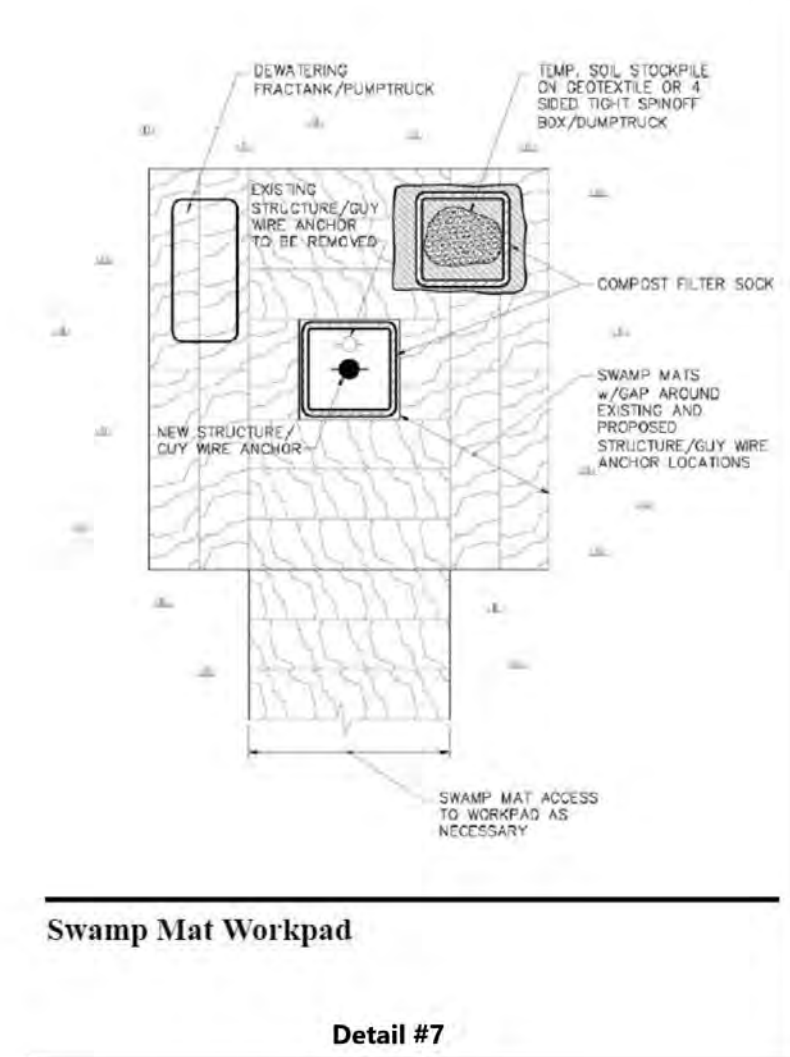 DEWATERING
FRACTANK/PUMPTRUCK
TEMP. SOIL STOCKPILE
ON GEOTEXTILE OR 4
SIDED TIGHT SPINOFF
BOX/DUMPTRUCK
EXISTING
STRUCTURE/GUY
WIRE ANCHOR
TO BE REMOVED
COMPOST FILTER SOCK
SWAMP MATS
w/GAP AROUND
EXISTING AND
PROPOSED
STRUCTURE/GUY WIRE
ANCHOR LOCATIONS
NEW STRUCTURE/
GUY WIRE ANCHOR
SWAMP MAT ACCESS
TO WORKPAD AS
NECESSARY
Swamp Mat Workpad
Detail #7